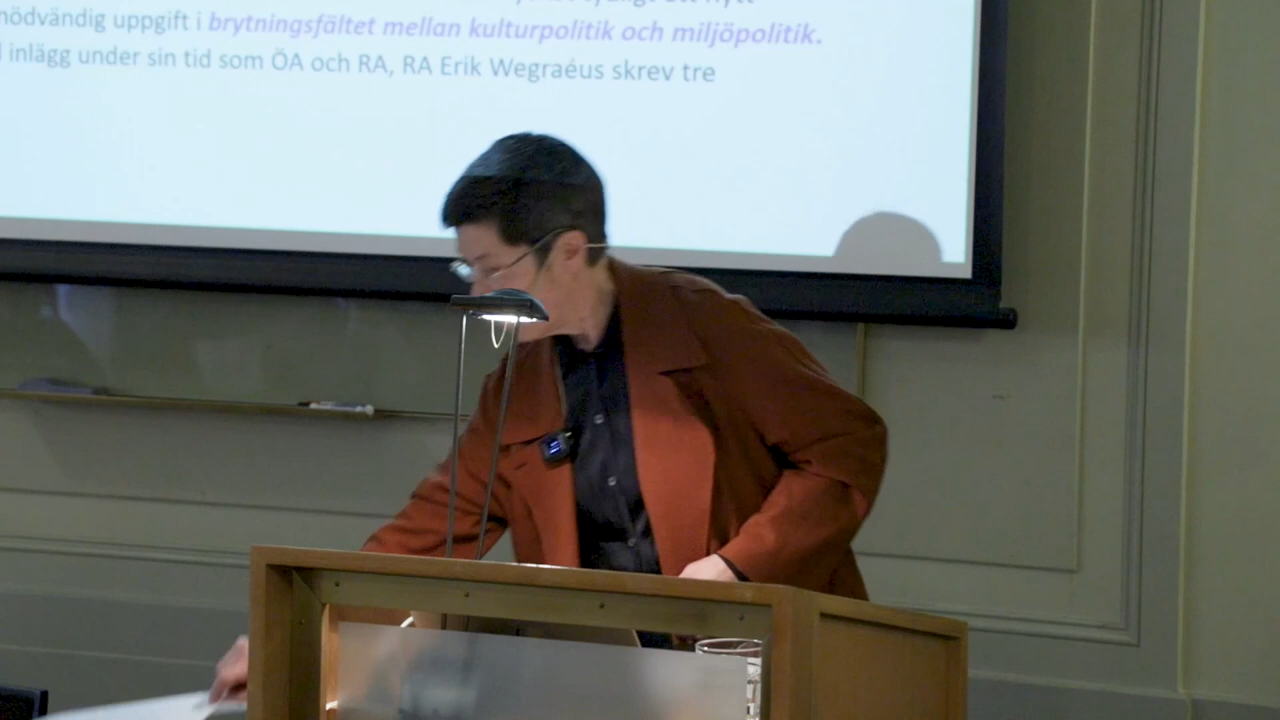 nödvändig uppgift i brytningsfältet mellan kulturpolitik och miljöpolitik.
inlägg under sin tid som ÖA och RA, RA Erik Wegraéus skrev tre